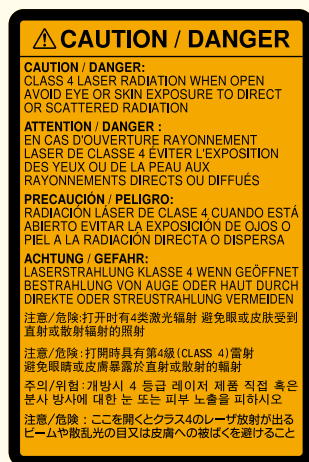 ⚠ CAUTION / DANGER
CAUTION / DANGER:
CLASS 4 LASER RADIATION WHEN OPEN
AVOID EYE OR SKIN EXPOSURE TO DIRECT
OR SCATTERED RADIATION
ATTENTION / DANGER :
EN CAS D'OUVERTURE RAYONNEMENT
LASER DE CLASSE 4 ÉVITER L'EXPOSITION
DES YEUX OU DE LA PEAU AUX
RAYONNEMENTS DIRECTS OU DIFFUÉS
PRECAUCIÓN / PELIGRO:
RADIACIÓN LÁSER DE CLASE 4 CUANDO ESTÁ
ABIERTO EVITAR LA EXPOSICIÓN DE OJOS O
PIEL A LA RADIACIÓN DIRECTA O DISPERSA
ACHTUNG / GEFAHR:
LASERSTRAHLUNG KLASSE 4 WENN GEÖFFNET
BESTRAHLUNG VON AUGE ODER HAUT DURCH
DIREKTE ODER STREUSTRAHLUNG VERMEIDEN
注意/危险:打开时有4类激光辐射 避免眼或皮肤受到
直射或散射辐射的照射
注意/危險:打開時具有第4級(CLASS 4)雷射
避免眼睛或皮膚暴露於直射或散射的輻射
주의/위험:개방시 4 등급 레이저 제품 직접 혹은
분사 방사에 대한 눈 또는 피부 노출을 피하시오
注意/危険：ここを開くとクラス4のレーザ放射が出る
ビームや散乱光の目又は皮膚への被ばくを避けること